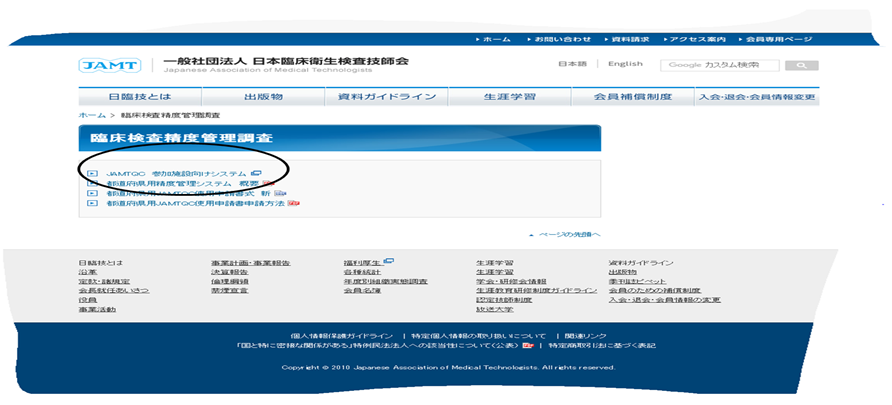 ホーム お問い合わせ 資料請求 アクセス案内 会員専用ページ
JAMT 一般社団法人 日本臨床衛生検査技師会
Japanese Association of Medical Technologists
日本語 English Google カスタム検索
日臨技とは 出版物 資料ガイドライン 生涯学習 会員補償制度 入会・退会・会員情報変更
ホーム > 臨床検査精度管理調査
臨床検査精度管理調査
JAMTQC 参加施設向けシステム
都道府県用精度管理システム 概要
都道府県用JAMTQC使用申請書式 新
都道府県用JAMTQC使用申請書申請方法
ページの先頭へ
日臨技とは 事業計画・事業報告 福利厚生 生涯学習 資料ガイドライン
沿革 決算報告 各種統計 生涯学習 出版物
定款・諸規定 倫理綱領 年度別組織実態調査 学会・研修会情報 季刊誌ピペット
会長就任あいさつ 禁煙宣言 会員名簿 生涯教育研修制度ガイドライン 会員のための補償制度
役員 認定技師制度 入会・退会・会員情報の変更
事業活動 放送大学
個人情報保護ガイドライン | 特定個人情報の取り扱いについて | 関連リンク
「国と特に密接な関係がある」特例民法法人への該当性について(公表) | 特定商取引法に基づく表記
Copyright © 2010 Japanese Association of Medical Technologists. All rights reserved.